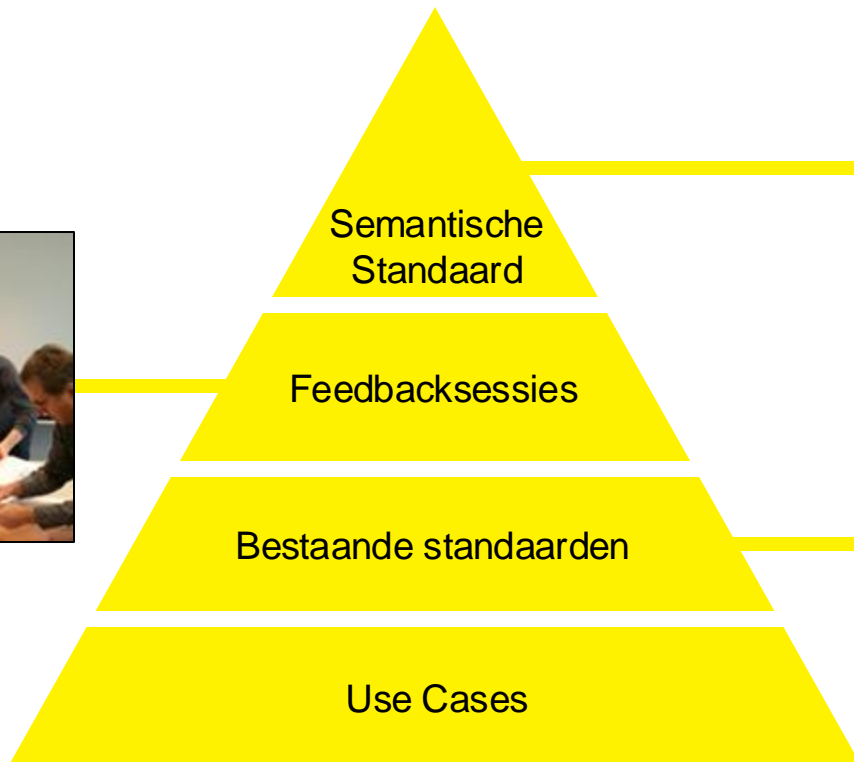 Semantische
Standaard
Feedbacksessies
Bestaande standaarden
Use Cases